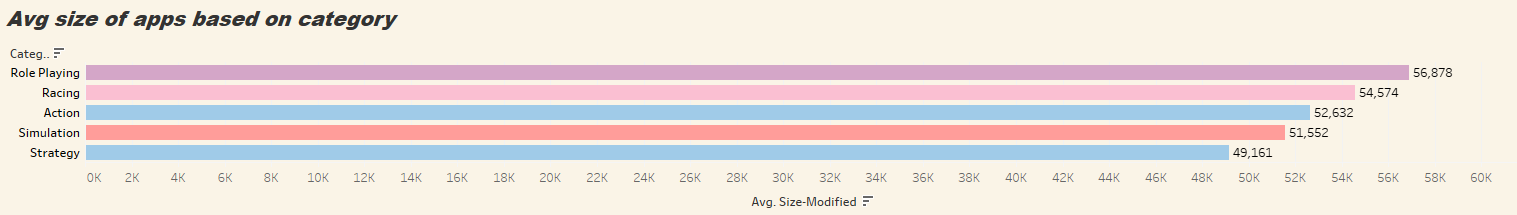 Avg size of apps based on category
Categ..
Role Playing 56,878
Racing 54,574
Action 52,632
Simulation 51,552
Strategy 49,161
0K 2K 4K 6K 8K 10K 12K 14K 16K 18K 20K 22K 24K 26K 28K 30K 32K 34K 36K 38K 40K 42K 44K 46K 48K 50K 52K 54K 56K 58K 60K
Avg. Size-Modified